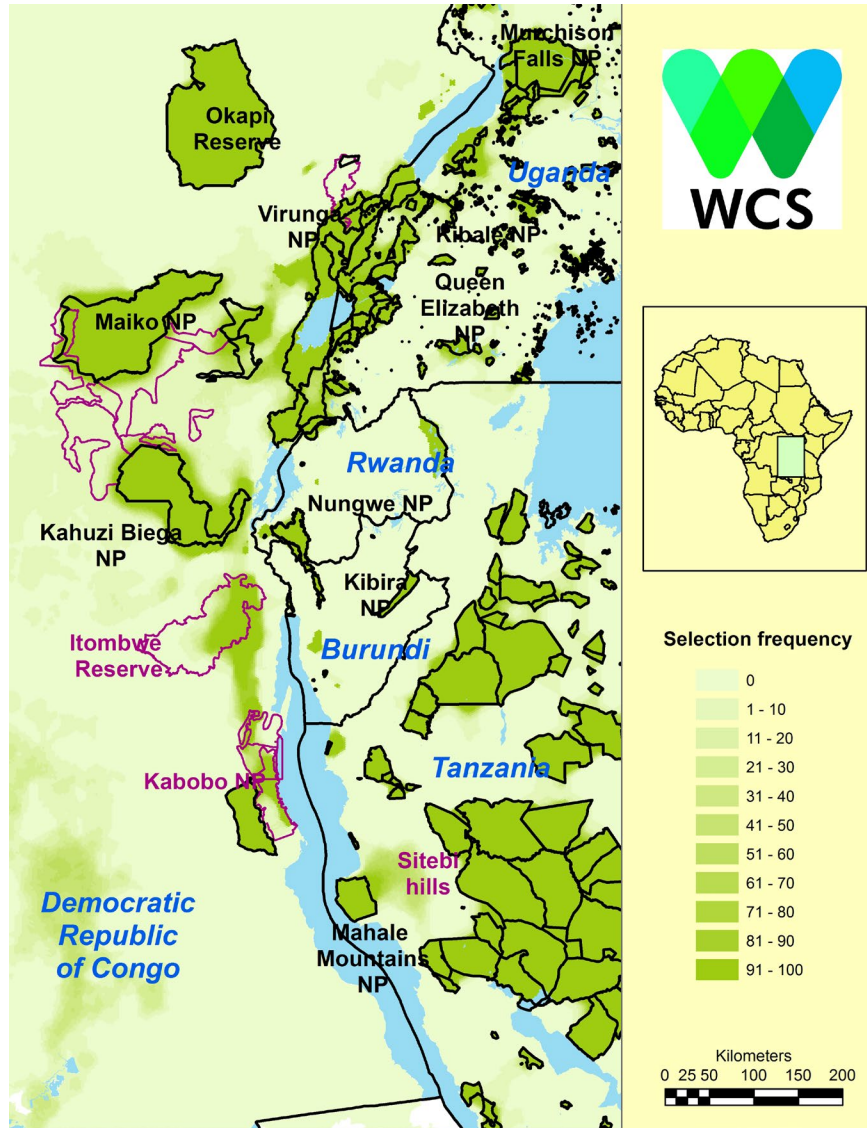 Murchison
Falls NP
Okapi
Reserve
Uganda
Virunga
NP
Kibale NP
Queen
Elizabeth
NP
Maiko NP
Rwanda
Nungwe NP
Kahuzi Biega
NP
Kibira
NP
Itombwe
Reserve
Burundi
Tanzania
Kabobo NP
Sitebi
hills
Democratic
Republic
of Congo
Mahale
Mountains
NP
WCS
Selection frequency
0
1 - 10
11 - 20
21 - 30
31 - 40
41 - 50
51 - 60
61 - 70
71 - 80
81 - 90
91 - 100
Kilometers
0 25 50 100 150 200